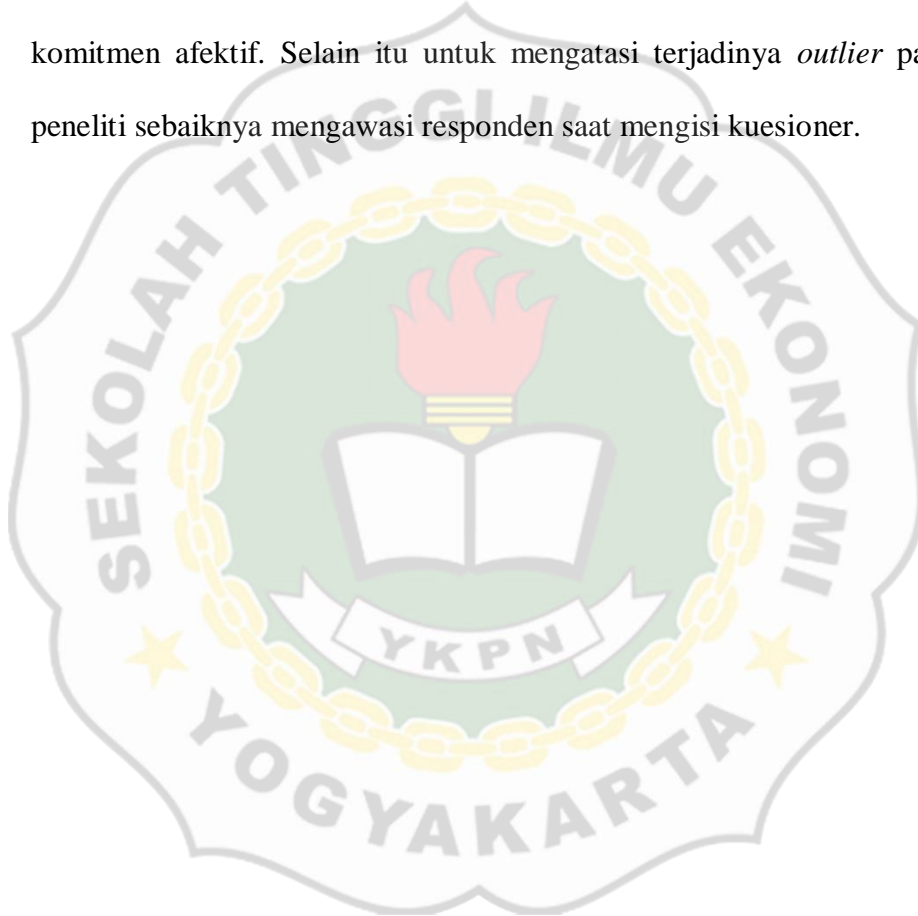 komitmen afektif. Selain itu untuk mengatasi terjadinya outlier
peneliti sebaiknya mengawasi responden saat mengisi kuesioner.
SEKOLAH TINGGI ILMU EKONOMI
YKPN
YOGYAKARTA